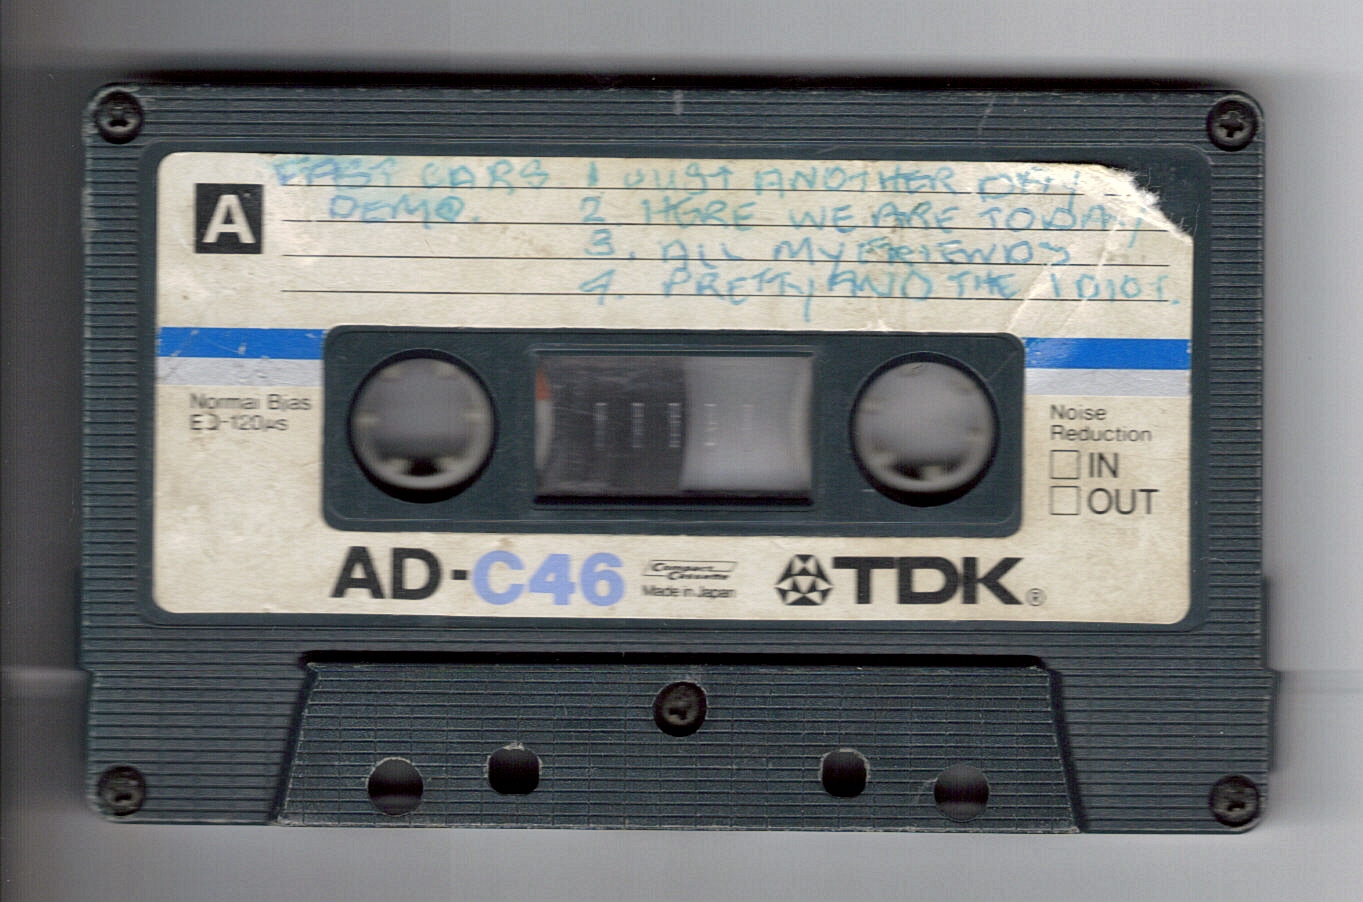 A
FAST CARS
DEMO.
1 JUST ANOTHER DAY
2. HERE WE ARE TODAY
3. ALL MY FRIENDS
4. PRETTY AND THE IDIOT.
Normal Bias
EQ-120µs
Noise
Reduction
IN
OUT
AD-C46
Compact
Cassette
Made in Japan
TDK®